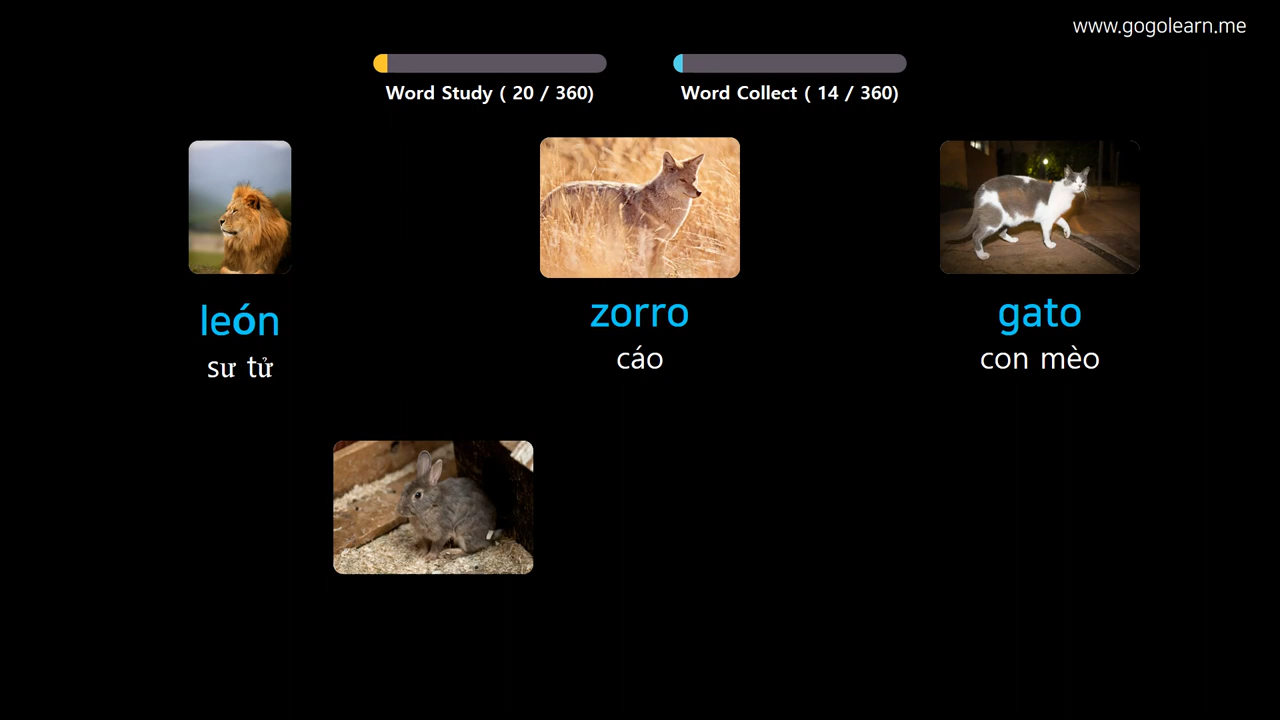 www.gogolearn.me
Word Study ( 20 / 360)
Word Collect ( 14 / 360)
león
sư tử
zorro
cáo
gato
con mèo